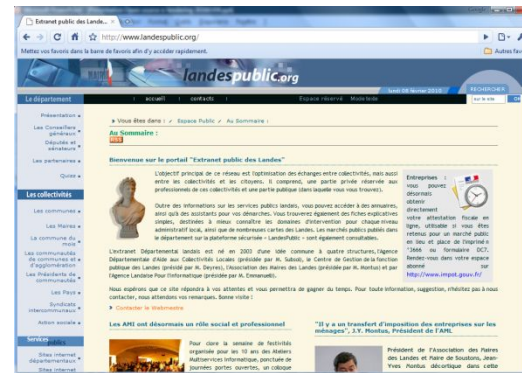 Extranet public des Lande...
http://www.landespublic.org/
Mettez vos favoris dans la barre de favoris afin d'y accéder rapidement.
Autres fav
MAIRIE
landespublic.org
lundi 08 février 2010
RECHERCHER
sur le site
OK
Le département
accueil
contacts
Espace réservé
Mode texte
Présentation
Les Conseillers généraux
Députés et sénateurs
Les partenaires
Quizz
Les collectivités
Les communes
Les Maires
La commune du mois
Les communautés de communes et d'agglomération
Les Présidents de communautés
Les Pays
Syndicats intercommunaux
Action sociale
Services publics
Sites internet départementaux
Sites internet
Vous êtes dans : / Espace Public / Au Sommaire :
Au Sommaire :
RSS
Bienvenue sur le portail "Extranet public des Landes"
L'objectif principal de ce réseau est l'optimisation des échanges entre collectivités, mais aussi
entre les collectivités et les citoyens. Il comprend, une partie privée réservée aux
professionnels de ces collectivités et une partie publique (dans laquelle vous vous trouvez).
Outre des informations sur les services publics landais, vous pouvez accéder à des annuaires,
ainsi qu'à des assistants pour vos démarches. Vous trouverez également des fiches explicatives
simples, destinées à mieux connaître les domaines d'intervention pour chaque niveau
administratif local, ainsi que de nombreuses cartes des Landes. Les marchés publics publiés dans
le département sur la plateforme sécurisée « LandesPublic » sont également consultables.
L'extranet Départemental landais est né en 2003 d'une idée commune à quatre structures, l'Agence
Départementale d'Aide aux Collectivités Locales (présidée par M. Subsol), le Centre de Gestion de la fonction
publique des Landes (présidé par M. Deyres), l'Association des Maires des Landes (présidée par M. Montus) et par
l'Agence Landaise Pour l'Informatique (présidée par M. Emmanuelli).
Nous espérons que ce site répondra à vos attentes et vous permettra de gagner du temps. Pour toute information, suggestion, n'hésitez pas à nous
contacter, nous attendons vos remarques. Bonne visite !
Contacter le Webmestre
Entreprises :
vous pouvez
désormais
obtenir
directement
votre attestation fiscale en
ligne, utilisable si vous êtes
retenus pour un marché public
en lieu et place de l'imprimé n
°3666 ou formulaire DC7.
Rendez-vous dans votre espace
abonné sur
http://www.impot.gouv.fr/
Les AMI ont désormais un rôle social et professionnel
Pour clore la semaine de festivités
organisée pour les 10 ans des Ateliers
Multiservices Informatique, ponctuée de
journées portes ouvertes, un colloque
"Il y a un transfert d'imposition des entreprises sur les
ménages", J.Y. Montus, Président de l'AML
Président de l'Association des Maires
des Landes et Maire de Soustons, Jean-
Yves Montus décortique dans cette